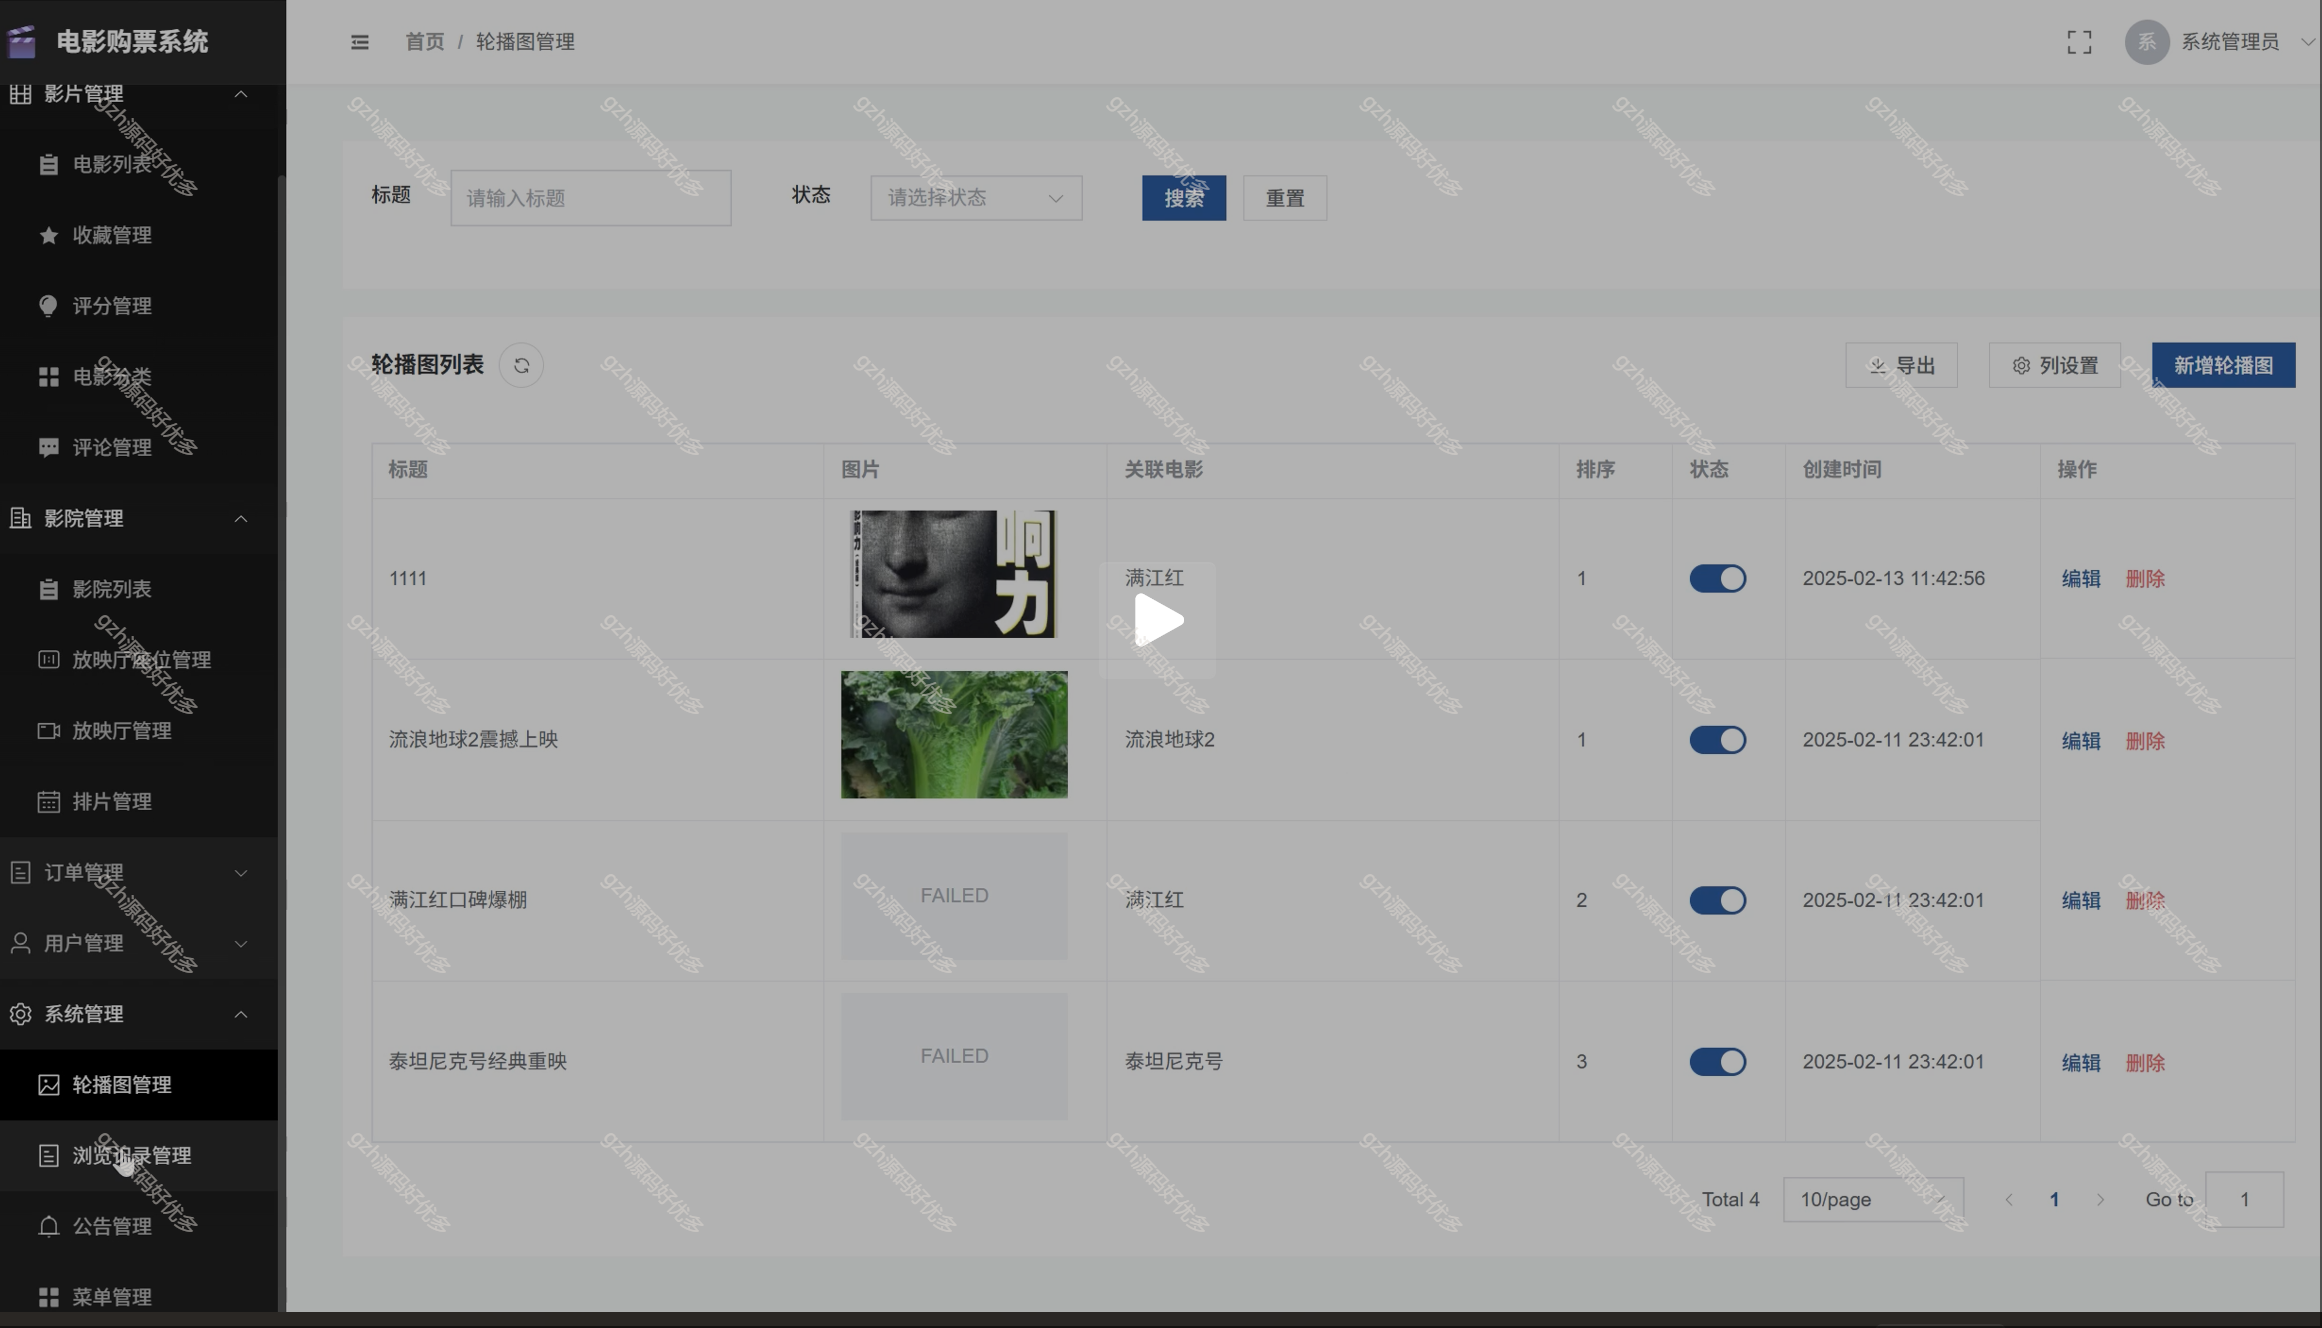 电影购票系统
首页 / 轮播图管理
系 系统管理员
影片管理
电影列表
收藏管理
评分管理
电影分类
评论管理
影院管理
影院列表
放映厅座位管理
放映厅管理
排片管理
订单管理
用户管理
系统管理
轮播图管理
浏览记录管理
公告管理
菜单管理
标题 请输入标题 状态 请选择状态 搜索 重置
轮播图列表 导出 列设置 新增轮播图
标题 图片 关联电影 排序 状态 创建时间 操作
1111 响力 满江红 1 2025-02-13 11:42:56 编辑 删除
流浪地球2震撼上映 流浪地球2 1 2025-02-11 23:42:01 编辑 删除
满江红口碑爆棚 FAILED 满江红 2 2025-02-11 23:42:01 编辑 删除
泰坦尼克号经典重映 FAILED 泰坦尼克号 3 2025-02-11 23:42:01 编辑 删除
Total 4 10/page 1 Go to 1
gzh源码好优多